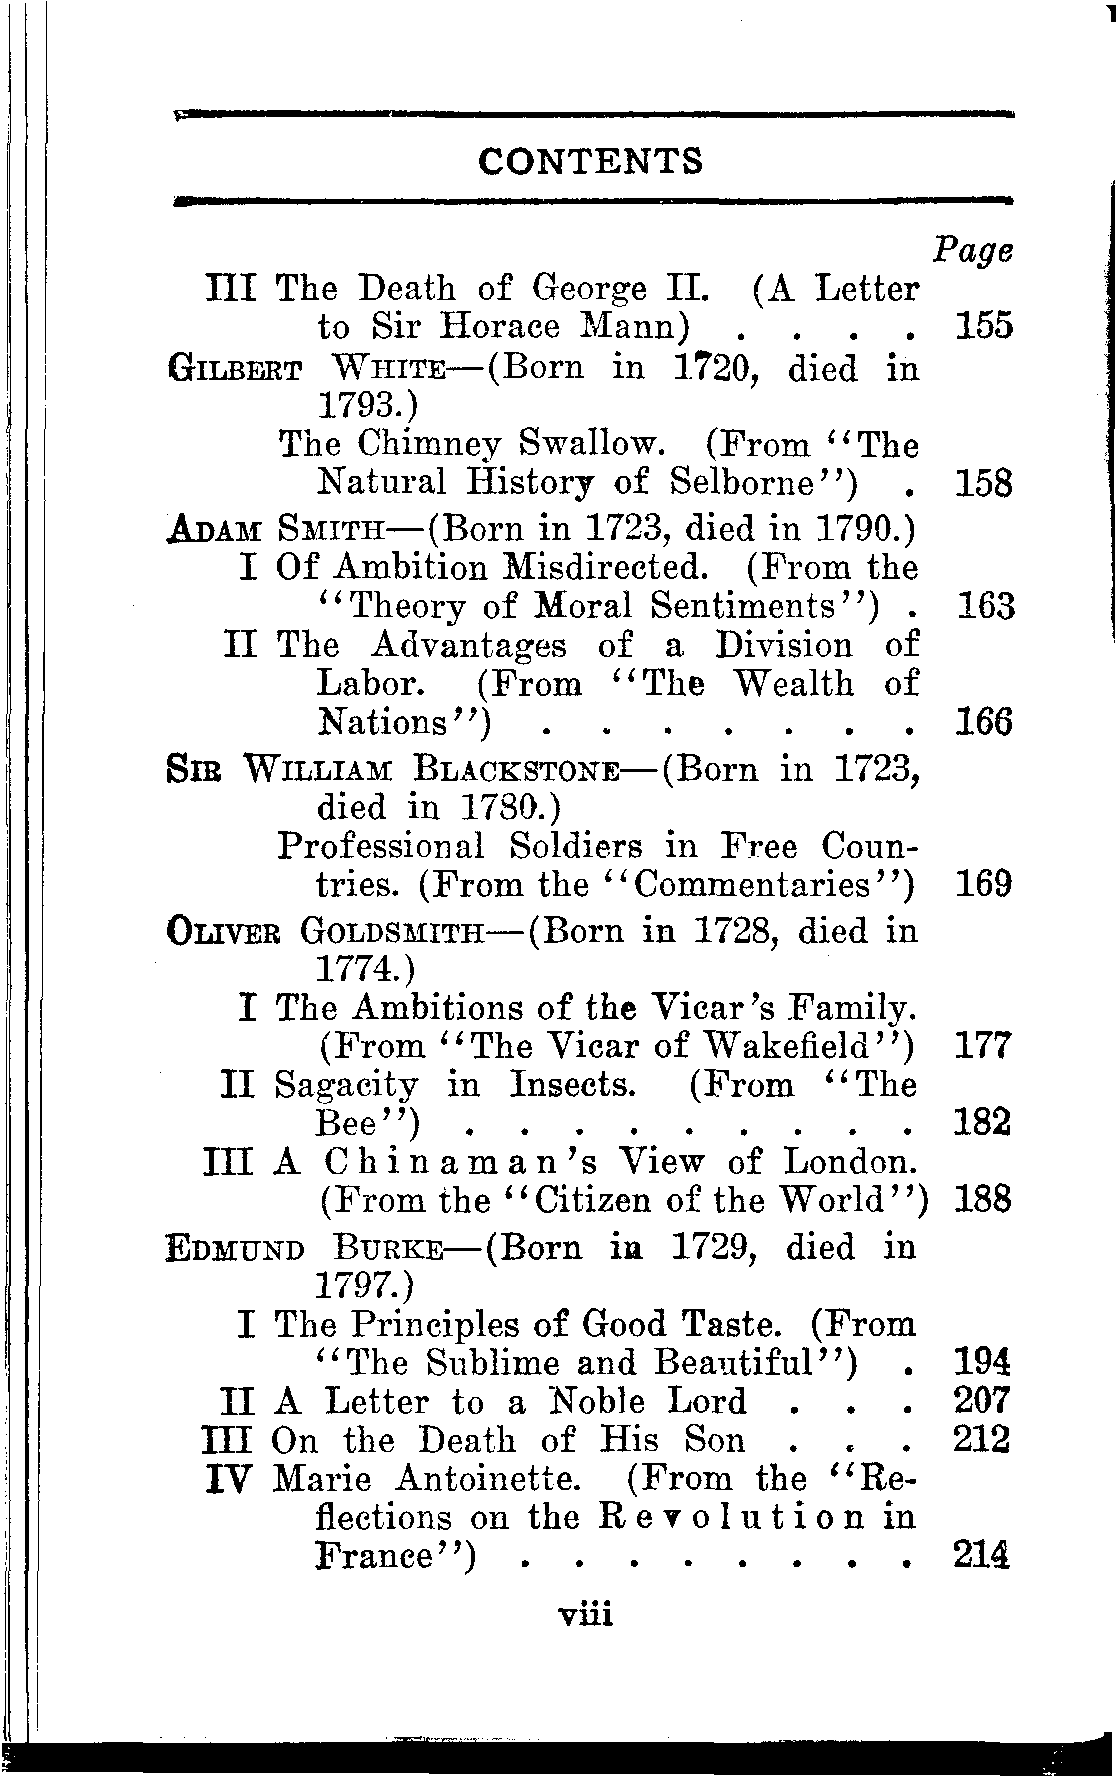 CONTENTS
Page
III The Death of George II. (A Letter
to Sir Horace Mann) . . . . 155
GILBERT WHITE—(Born in 1720, died in
1793.)
The Chimney Swallow. (From "The
Natural History of Selborne") . 158
ADAM SMITH—(Born in 1723, died in 1790.)
I Of Ambition Misdirected. (From the
"Theory of Moral Sentiments") . 163
II The Advantages of a Division of
Labor. (From "The Wealth of
Nations") . . . . . . . 166
SIR WILLIAM BLACKSTONE—(Born in 1723,
died in 1780.)
Professional Soldiers in Free Coun-
tries. (From the "Commentaries") 169
OLIVER GOLDSMITH—(Born in 1728, died in
1774.)
I The Ambitions of the Vicar's Family.
(From "The Vicar of Wakefield") 177
II Sagacity in Insects. (From "The
Bee") . . . . . . . . . 182
III A Chinaman's View of London.
(From the "Citizen of the World") 188
EDMUND BURKE—(Born in 1729, died in
1797.)
I The Principles of Good Taste. (From
"The Sublime and Beautiful") . 194
II A Letter to a Noble Lord . . . 207
III On the Death of His Son . . . 212
IV Marie Antoinette. (From the "Re-
flections on the Revolution in
France") . . . . . . . . 214
viii